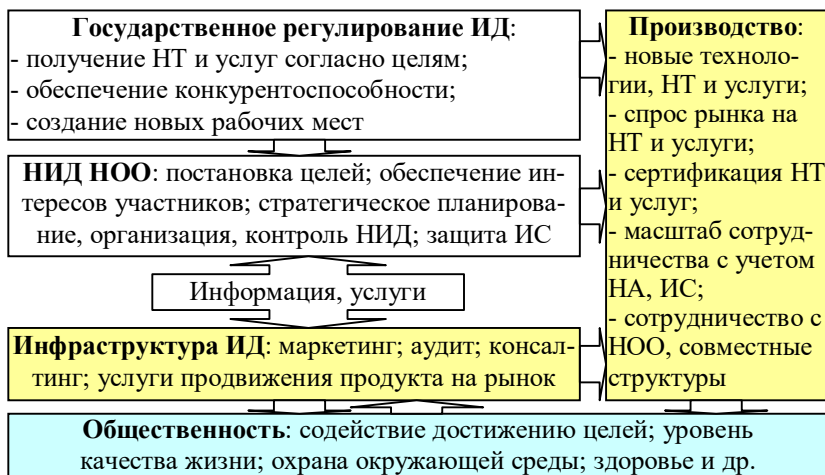 Государственное регулирование ИД:
- получение НТ и услуг согласно целям;
- обеспечение конкурентоспособности;
- создание новых рабочих мест
НИД НОО: постановка целей; обеспечение ин-
тересов участников; стратегическое планирова-
ние, организация, контроль НИД; защита ИС
Информация, услуги
Инфраструктура ИД: маркетинг; аудит; консал-
тинг; услуги продвижения продукта на рынок
Производство:
- новые техноло-
гии, НТ и услуги;
- спрос рынка на
НТ и услуги;
- сертификация НТ
и услуг;
- масштаб сотруд-
ничества с учетом
НА, ИС;
- сотрудничество с
НОО, совместные
структуры
Общественность: содействие достижению целей; уровень
качества жизни; охрана окружающей среды; здоровье и др.